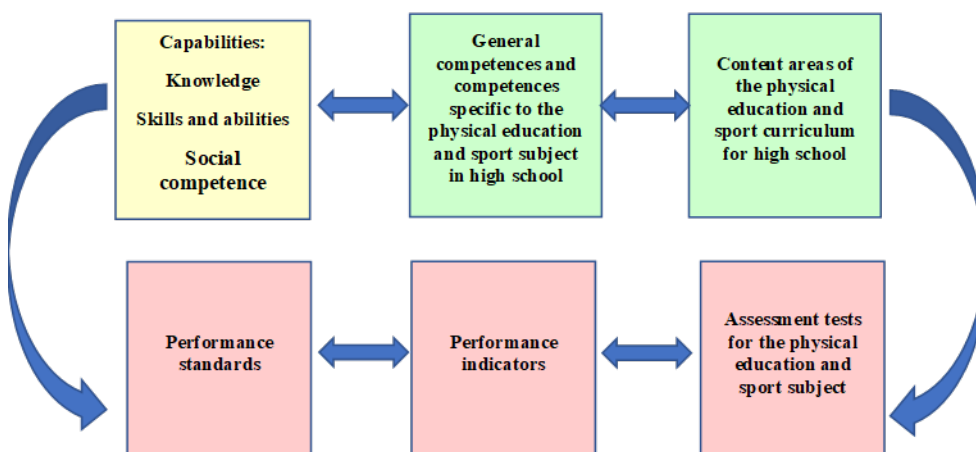 Capabilities:
Knowledge
Skills and abilities
Social
competence
General
competences and
competences
specific to the
physical education
and sport subject
in high school
Content areas of
the physical
education and
sport curriculum
for high school
Performance
standards
Performance
indicators
Assessment tests
for the physical
education and
sport subject